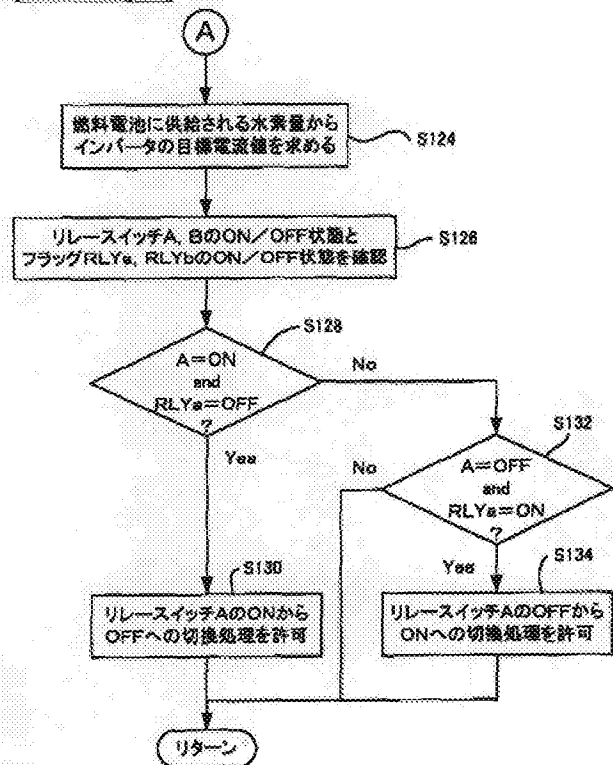 A
燃料電池に供給される水素量から
インバータの目標電流値を求める
S124
リレースイッチA, BのON/OFF状態と
フラッグRLYa, RLYbのON/OFF状態を確認
S126
S128
A=ON
and
RLYa=OFF
?
No
Yes
S132
A=OFF
and
RLYa=ON
?
No
Yes
S130
リレースイッチAのONから
OFFへの切換処理を許可
S134
リレースイッチAのOFFから
ONへの切換処理を許可
リターン